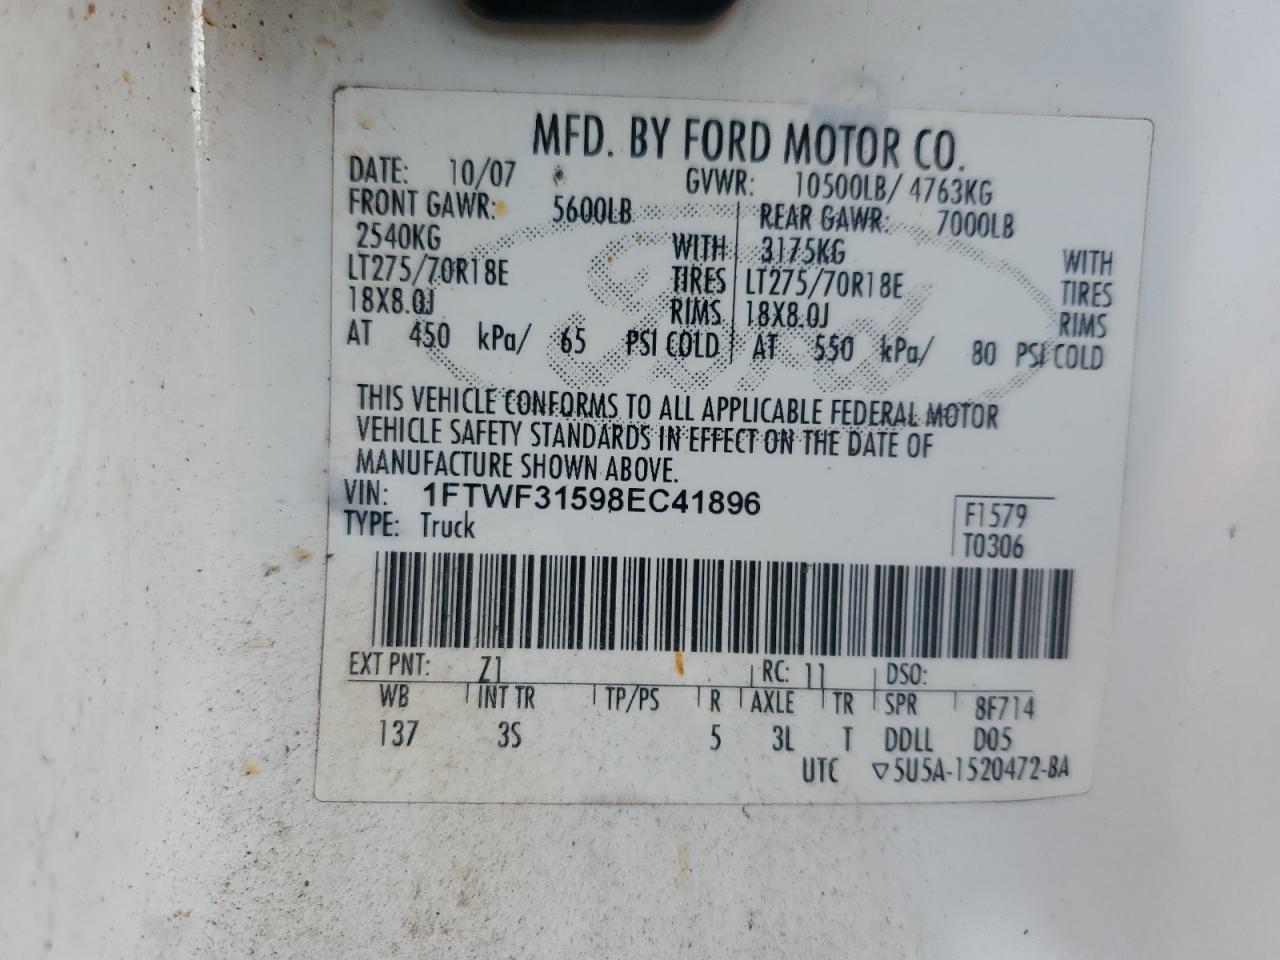 MFD. BY FORD MOTOR CO.
DATE: 10/07 GVWR: 10500LB/ 4763KG
FRONT GAWR: 5600LB REAR GAWR: 7000LB
2540KG WITH 3175KG WITH
LT275/70R18E TIRES LT275/70R18E TIRES
18X8.0J RIMS 18X8.0J RIMS
AT 450 kPa/ 65 PSI COLD AT 550 kPa/ 80 PSI COLD
Ford
THIS VEHICLE CONFORMS TO ALL APPLICABLE FEDERAL MOTOR
VEHICLE SAFETY STANDARDS IN EFFECT ON THE DATE OF
MANUFACTURE SHOWN ABOVE.
VIN: 1FTWF31598EC41896 F1579
TYPE: Truck T0306
EXT PNT: Z1 RC: 11 DSO:
WB INT TR TP/PS R AXLE TR SPR 8F714
137 3S 5 3L T DDLL D05
UTC ▽5U5A-1520472-BA